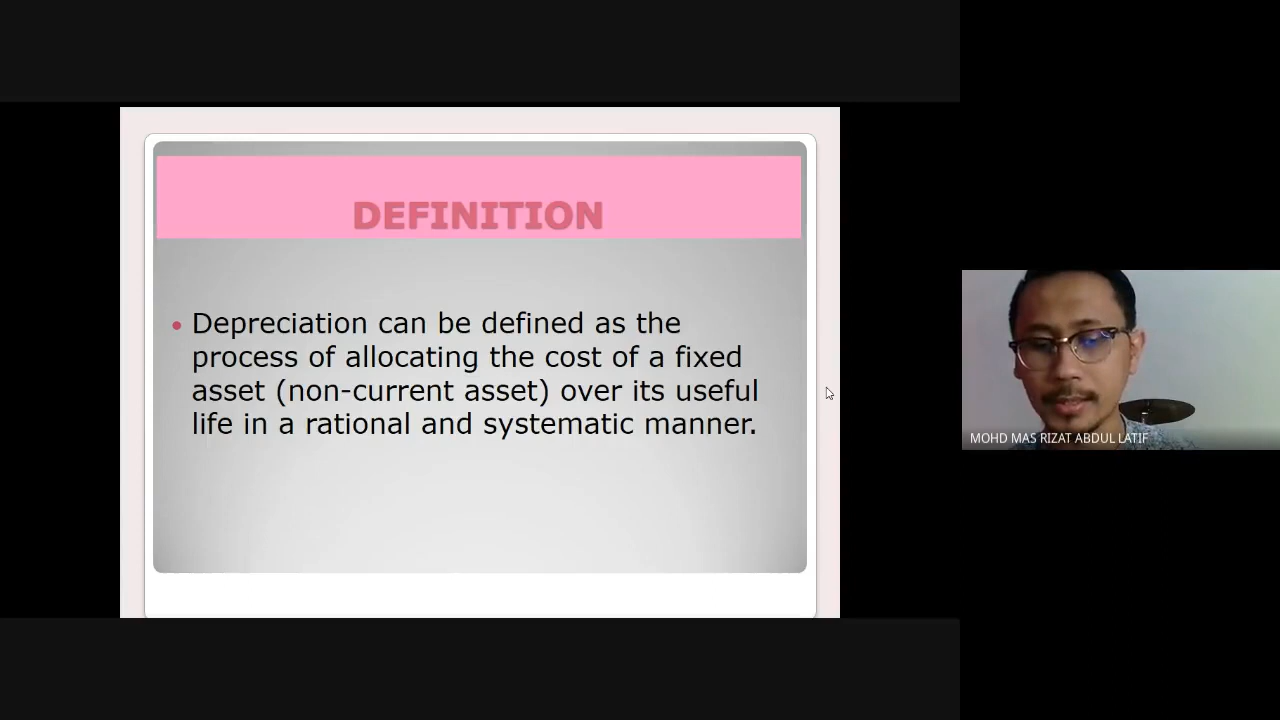 DEFINITION
• Depreciation can be defined as the
process of allocating the cost of a fixed
asset (non-current asset) over its useful
life in a rational and systematic manner.
MOHD MAS RIZAT ABDUL LATIF